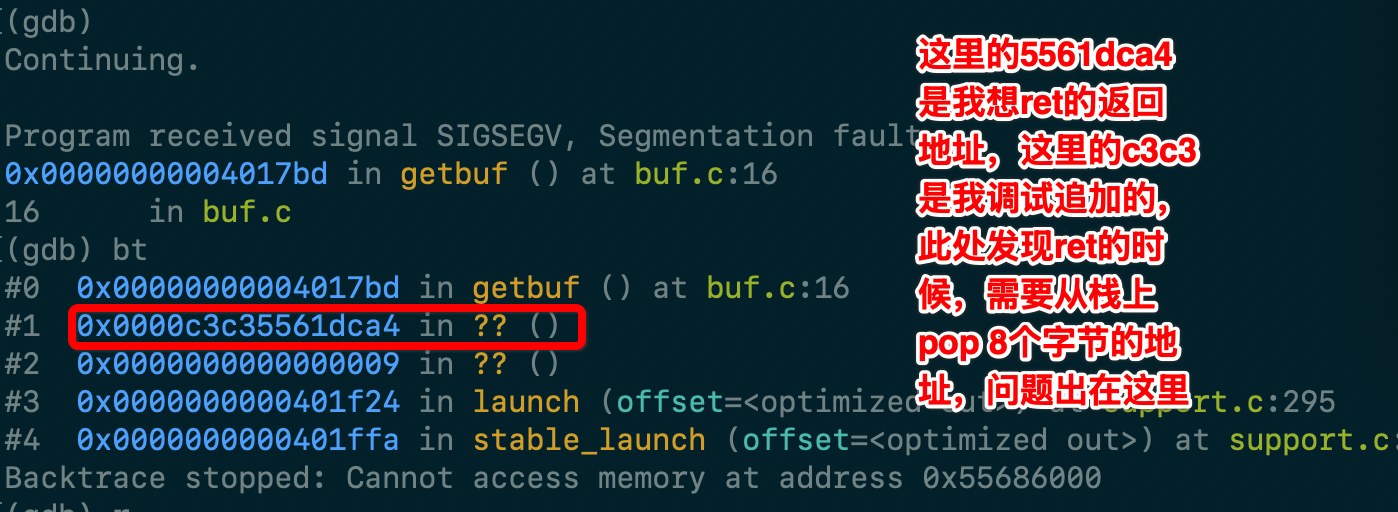 (gdb)
Continuing.
Program received signal SIGSEGV, Segmentation fault
0x00000000004017bd in getbuf () at buf.c:16
16 in buf.c
(gdb) bt
#0 0x00000000004017bd in getbuf () at buf.c:16
#1 0x0000c3c35561dca4 in ?? ()
#2 0x0000000000000009 in ?? ()
#3 0x0000000000401f24 in launch (offset=<optimized out>) at support.c:295
#4 0x0000000000401ffa in stable_launch (offset=<optimized out>) at support.c:
Backtrace stopped: Cannot access memory at address 0x55686000
(gdb) r
这里的5561dca4
是我想ret的返回
地址，这里的c3c3
是我调试追加的，
此处发现ret的时
候，需要从栈上
pop 8个字节的地
址，问题出在这里